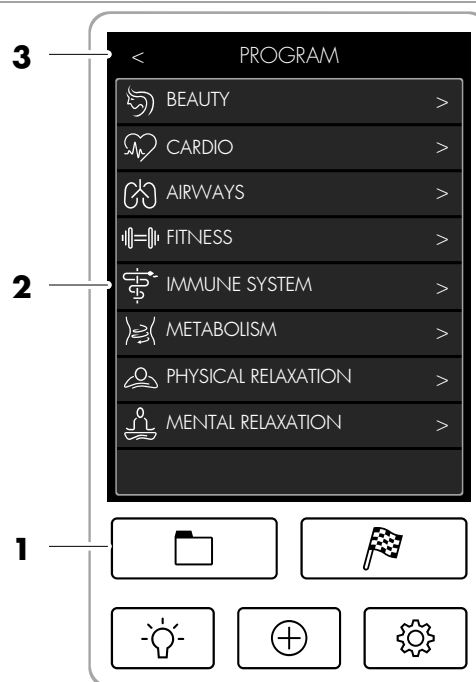 3
< PROGRAM
BEAUTY >
CARDIO >
AIRWAYS >
FITNESS >
2
IMMUNE SYSTEM >
METABOLISM >
PHYSICAL RELAXATION >
MENTAL RELAXATION >
1